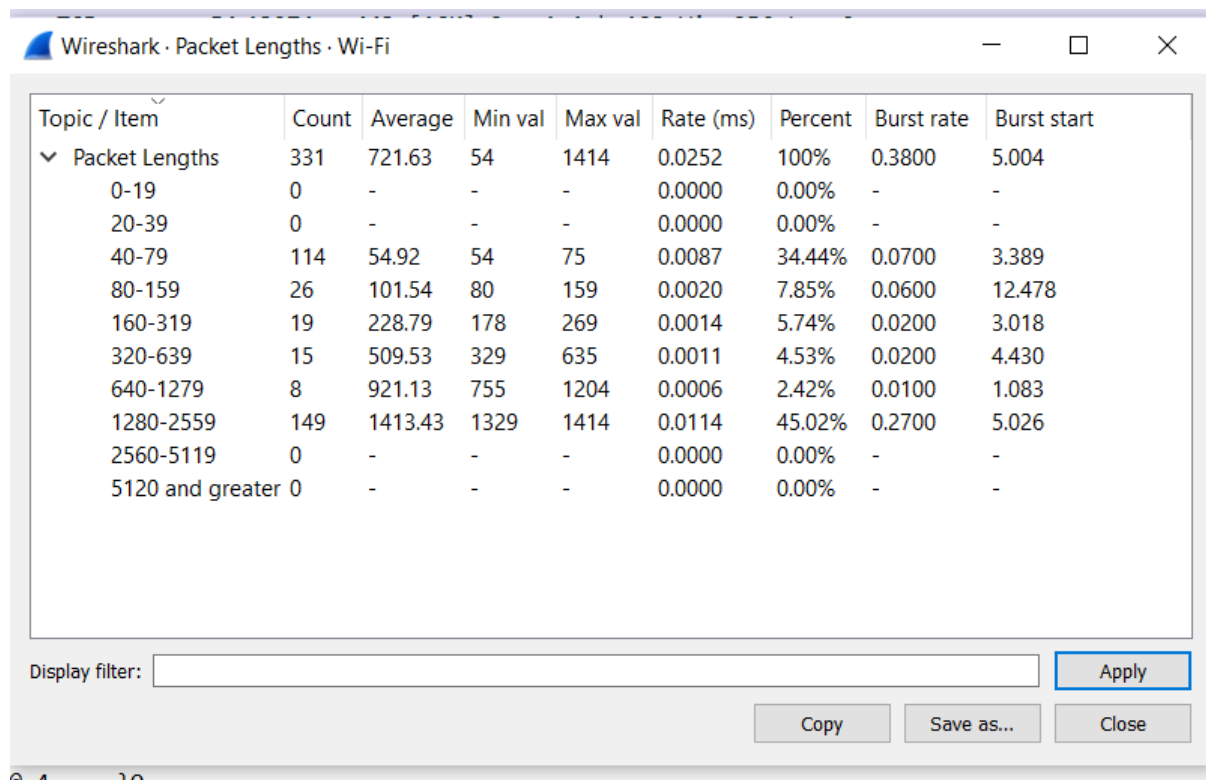 Wireshark · Packet Lengths · Wi-Fi
Topic / Item Count Average Min val Max val Rate (ms) Percent Burst rate Burst start
Packet Lengths 331 721.63 54 1414 0.0252 100% 0.3800 5.004
0-19 0 - - - 0.0000 0.00% - -
20-39 0 - - - 0.0000 0.00% - -
40-79 114 54.92 54 75 0.0087 34.44% 0.0700 3.389
80-159 26 101.54 80 159 0.0020 7.85% 0.0600 12.478
160-319 19 228.79 178 269 0.0014 5.74% 0.0200 3.018
320-639 15 509.53 329 635 0.0011 4.53% 0.0200 4.430
640-1279 8 921.13 755 1204 0.0006 2.42% 0.0100 1.083
1280-2559 149 1413.43 1329 1414 0.0114 45.02% 0.2700 5.026
2560-5119 0 - - - 0.0000 0.00% - -
5120 and greater 0 - - - 0.0000 0.00% - -
Display filter: Apply
Copy Save as... Close